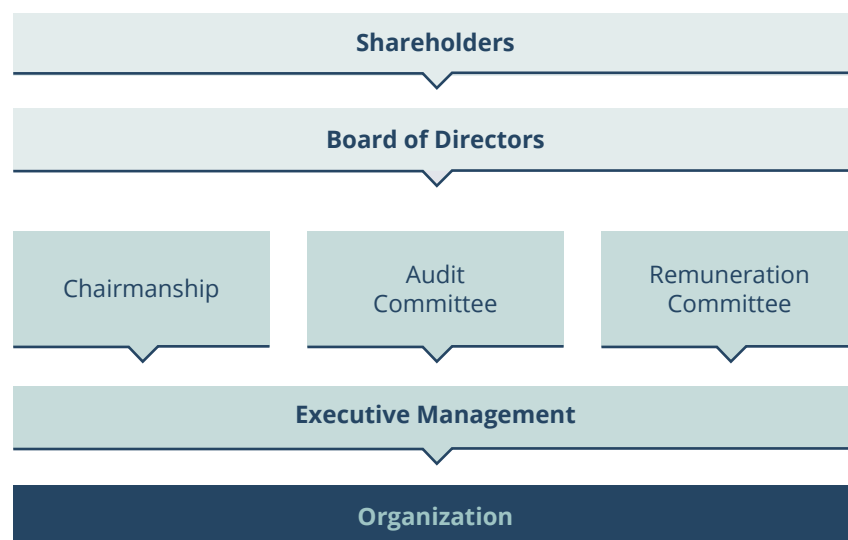 Shareholders
Board of Directors
Chairmanship
Audit
Committee
Remuneration
Committee
Executive Management
Organization